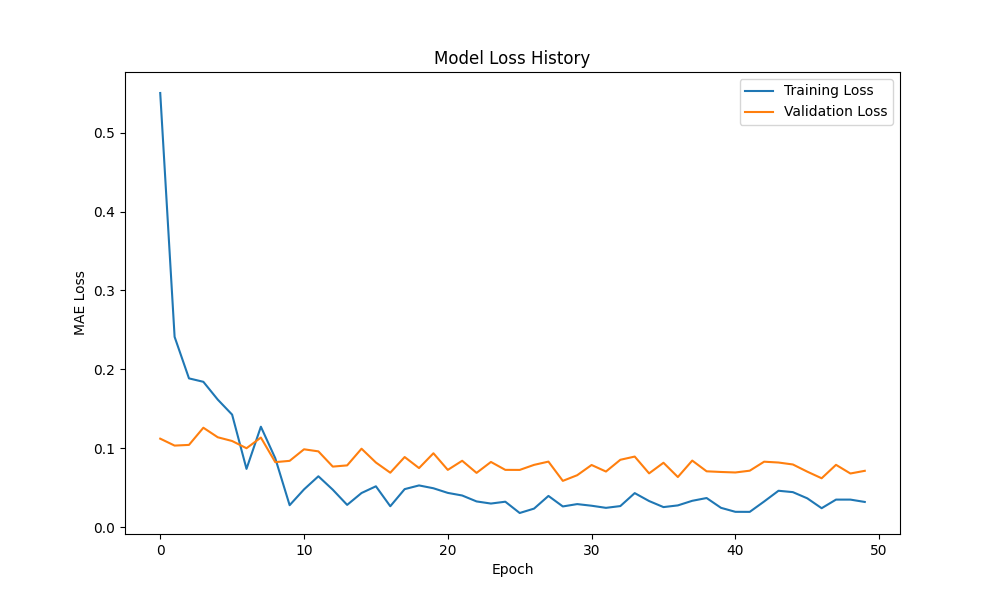 Model Loss History
Training Loss
Validation Loss
MAE Loss
0.5
0.4
0.3
0.2
0.1
0.0
0 10 20 30 40 50
Epoch